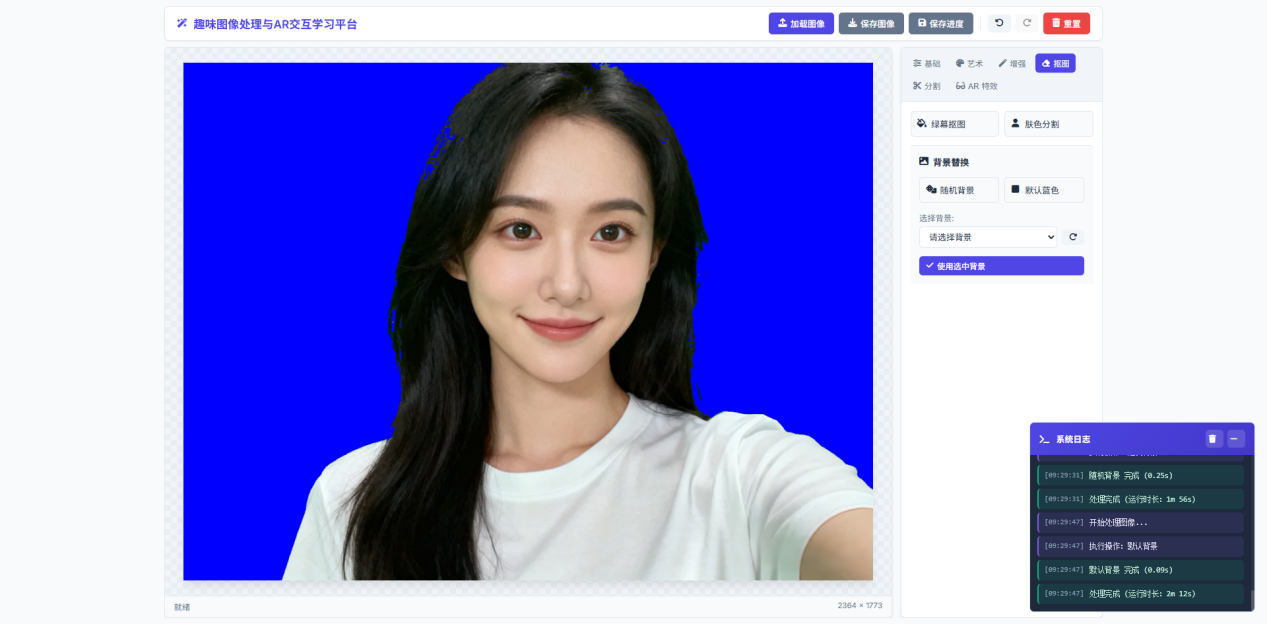 趣味图像处理与AR交互学习平台
加载图像 保存图像 保存进度 重置
基础 艺术 增强 抠图
分割 AR 特效
绿幕抠图 肤色分割
背景替换
随机背景 默认蓝色
选择背景:
请选择背景
使用选中背景
系统日志
[09:29:31] 随机背景 完成 (0.25s)
[09:29:31] 处理完成 (运行时长: 1m 56s)
[09:29:47] 开始处理图像...
[09:29:47] 执行操作: 默认背景
[09:29:47] 默认背景 完成 (0.09s)
[09:29:47] 处理完成 (运行时长: 2m 12s)
就绪 2364 × 1773